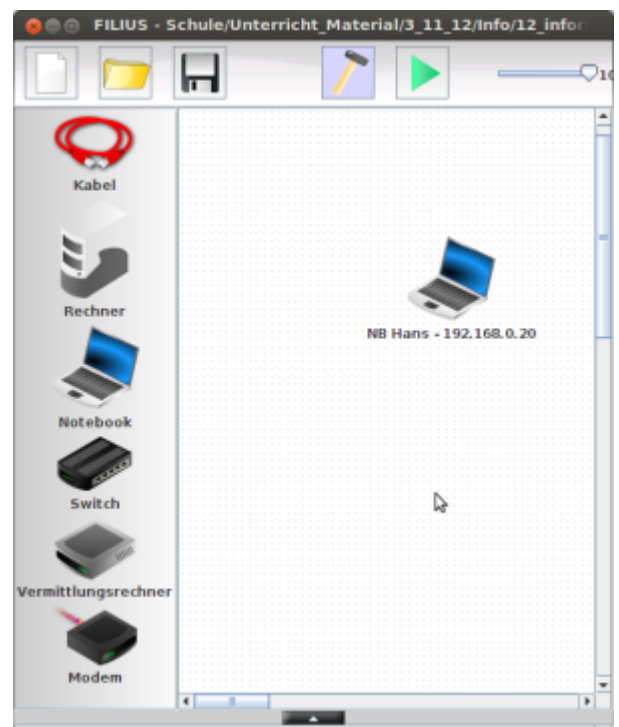 FILIUS - Schule/Unterricht_Material/3_11_12/Info/12_infor
Kabel
Rechner
NB Hans - 192.168.0.20
Notebook
Switch
Vermittlungsrechner
Modem